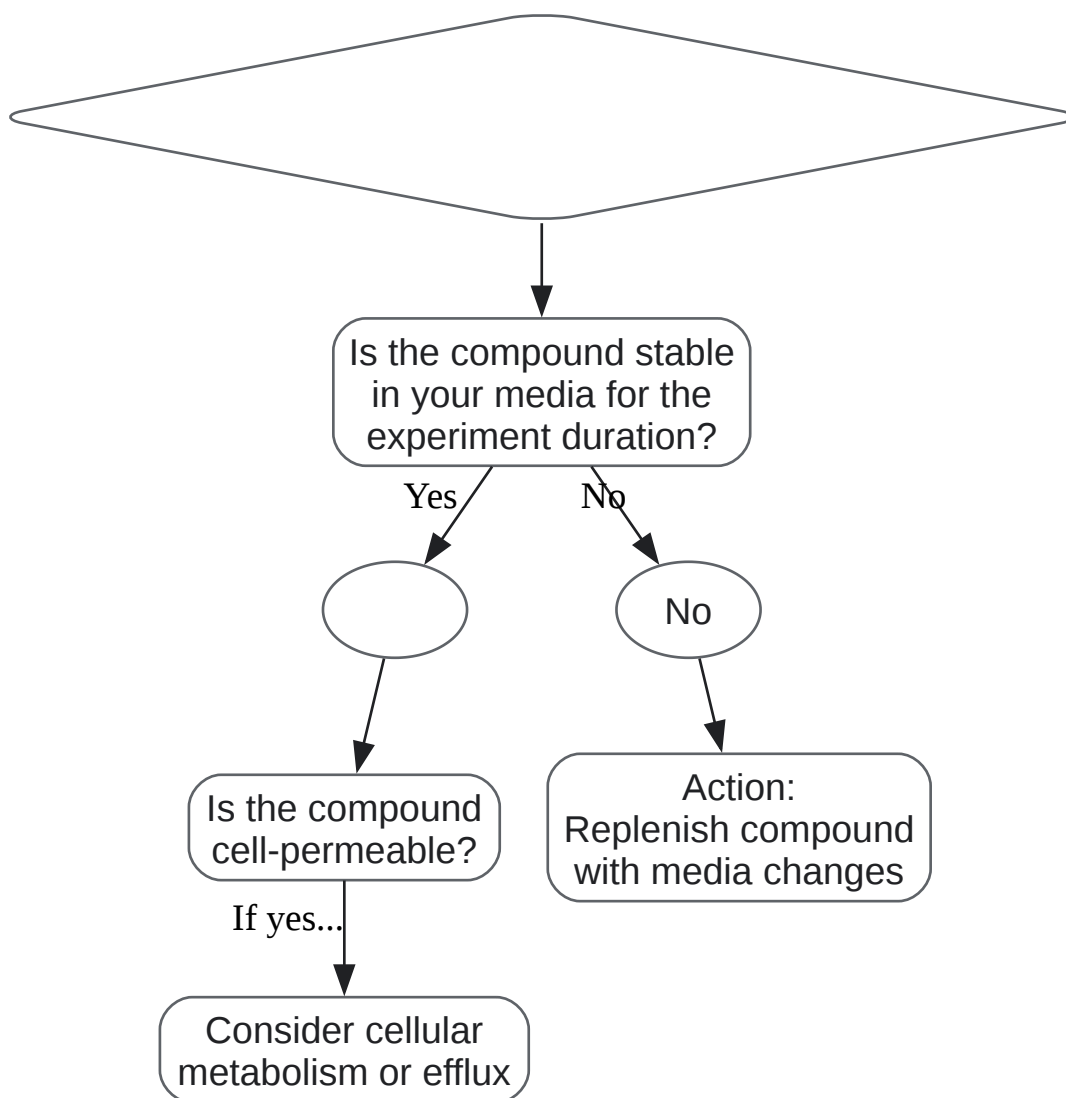 Is the compound stable
in your media for the
experiment duration?
Yes
No
No
Is the compound
cell-permeable?
Action:
Replenish compound
with media changes
If yes...
Consider cellular
metabolism or efflux